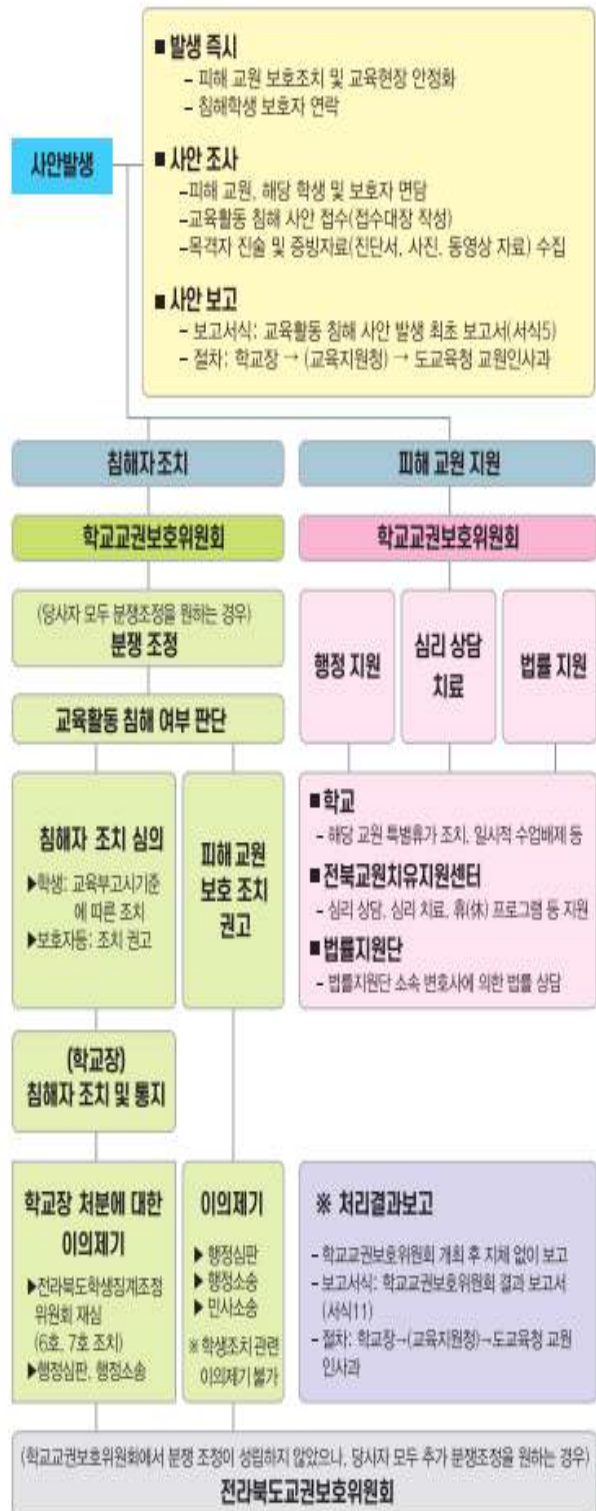 ■ 발생 즉시
– 피해 교원 보호조치 및 교육현장 안정화
– 침해학생 보호자 연락
사안발생
■ 사안 조사
–피해 교원, 해당 학생 및 보호자 면담
–교육활동 침해 사안 접수(접수대장 작성)
–목격자 진술 및 증빙자료(진단서, 사진, 동영상 자료) 수집
■ 사안 보고
– 보고서식: 교육활동 침해 사안 발생 최초 보고서(서식5)
– 절차: 학교장 → (교육지원청) → 도교육청 교원인사과
침해자 조치
피해 교원 지원
학교교권보호위원회
학교교권보호위원회
(당사자 모두 분쟁조정을 원하는 경우)
분쟁 조정
교육활동 침해 여부 판단
행정 지원
심리 상담
치료
법률 지원
침해자 조치 심의
▶학생: 교육부고시기준
에 따른 조치
▶보호자등: 조치 권고
피해 교원
보호 조치
권고
■ 학교
– 해당 교원 특별휴가 조치, 일시적 수업배제 등
■ 전북교원치유지원센터
– 심리 상담, 심리 치료, 휴(休) 프로그램 등 지원
■ 법률지원단
– 법률지원단 소속 변호사에 의한 법률 상담
(학교장)
침해자 조치 및 통지
학교장 처분에 대한
이의제기
▶전라북도학생징계조정
위원회 재심
(6호, 7호 조치)
▶행정심판, 행정소송
이의제기
▶ 행정심판
▶ 행정소송
▶ 민사소송
※ 학생조치 관련
이의제기 불가
※ 처리결과보고
– 학교교권보호위원회 개최 후 지체 없이 보고
– 보고서식: 학교교권보호위원회 결과 보고서
(서식11)
– 절차: 학교장→(교육지원청)→도교육청 교원
인사과
(학교교권보호위원회에서 분쟁 조정이 성립하지 않았으나, 당사자 모두 추가 분쟁조정을 원하는 경우)
전라북도교권보호위원회